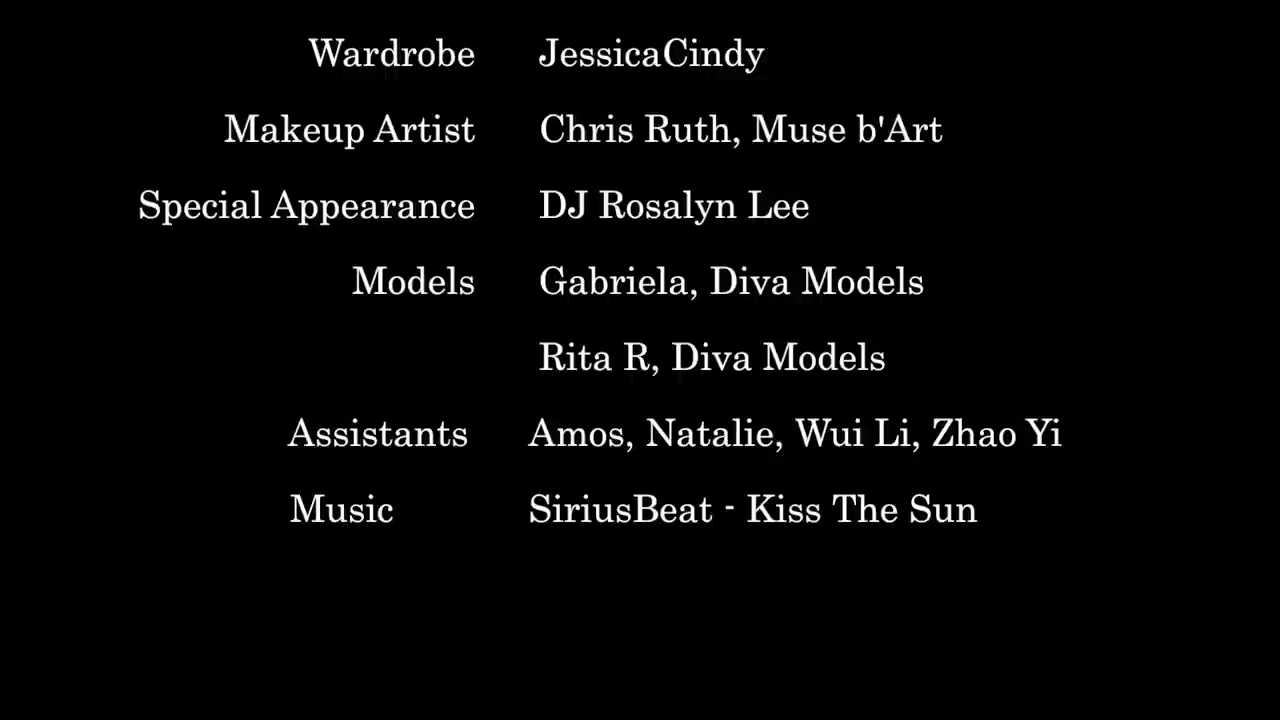 Wardrobe JessicaCindy
Makeup Artist Chris Ruth, Muse b'Art
Special Appearance DJ Rosalyn Lee
Models Gabriela, Diva Models
Rita R, Diva Models
Assistants Amos, Natalie, Wui Li, Zhao Yi
Music SiriusBeat - Kiss The Sun